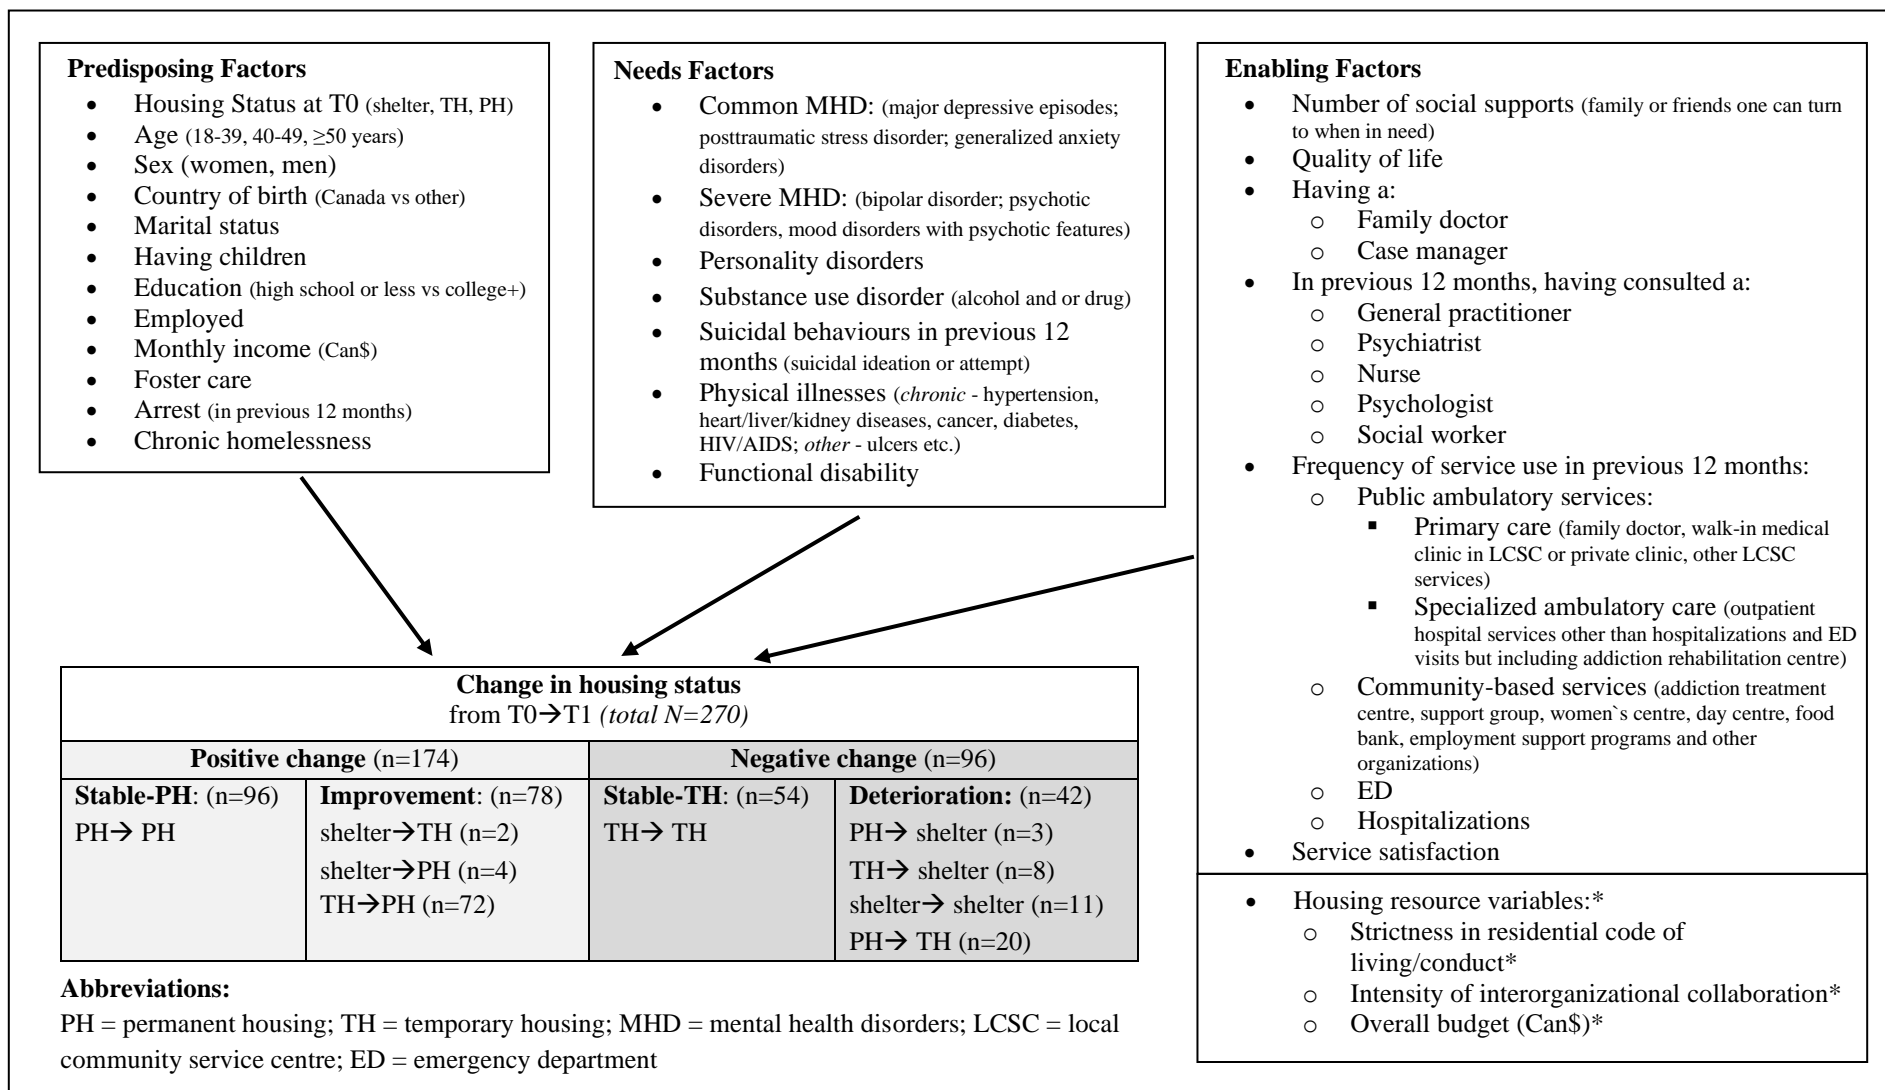 Predisposing Factors
• Housing Status at T0 (shelter, TH, PH)
• Age (18-39, 40-49, ≥50 years)
• Sex (women, men)
• Country of birth (Canada vs other)
• Marital status
• Having children
• Education (high school or less vs college+)
• Employed
• Monthly income (Can$)
• Foster care
• Arrest (in previous 12 months)
• Chronic homelessness
Needs Factors
• Common MHD: (major depressive episodes;
posttraumatic stress disorder; generalized anxiety
disorders)
• Severe MHD: (bipolar disorder; psychotic
disorders, mood disorders with psychotic features)
• Personality disorders
• Substance use disorder (alcohol and or drug)
• Suicidal behaviours in previous 12
months (suicidal ideation or attempt)
• Physical illnesses (chronic - hypertension,
heart/liver/kidney diseases, cancer, diabetes,
HIV/AIDS; other - ulcers etc.)
• Functional disability
Enabling Factors
• Number of social supports (family or friends one can turn
to when in need)
• Quality of life
• Having a:
o Family doctor
o Case manager
• In previous 12 months, having consulted a:
o General practitioner
o Psychiatrist
o Nurse
o Psychologist
o Social worker
• Frequency of service use in previous 12 months:
o Public ambulatory services:
▪ Primary care (family doctor, walk-in medical
clinic in LCSC or private clinic, other LCSC
services)
▪ Specialized ambulatory care (outpatient
hospital services other than hospitalizations and ED
visits but including addiction rehabilitation centre)
o Community-based services (addiction treatment
centre, support group, women`s centre, day centre, food
bank, employment support programs and other
organizations)
o ED
o Hospitalizations
• Service satisfaction
• Housing resource variables:*
o Strictness in residential code of
living/conduct*
o Intensity of interorganizational collaboration*
o Overall budget (Can$)*
Change in housing status
from T0→T1 (total N=270)
Positive change (n=174)
Negative change (n=96)
Stable-PH: (n=96)
PH→ PH
Improvement: (n=78)
shelter→TH (n=2)
shelter→PH (n=4)
TH→PH (n=72)
Stable-TH: (n=54)
TH→ TH
Deterioration: (n=42)
PH→ shelter (n=3)
TH→ shelter (n=8)
shelter→ shelter (n=11)
PH→ TH (n=20)
Abbreviations:
PH = permanent housing; TH = temporary housing; MHD = mental health disorders; LCSC = local
community service centre; ED = emergency department